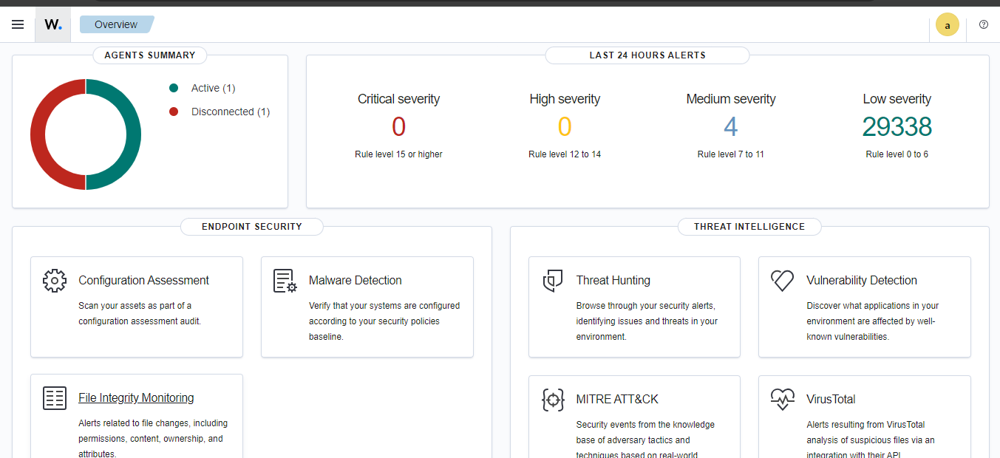 W.
Overview
a
AGENTS SUMMARY
Active (1)
Disconnected (1)
LAST 24 HOURS ALERTS
Critical severity
0
Rule level 15 or higher
High severity
0
Rule level 12 to 14
Medium severity
4
Rule level 7 to 11
Low severity
29338
Rule level 0 to 6
ENDPOINT SECURITY
Configuration Assessment
Scan your assets as part of a
configuration assessment audit.
Malware Detection
Verify that your systems are configured
according to your security policies
baseline.
File Integrity Monitoring
Alerts related to file changes, including
permissions, content, ownership, and
attributes.
THREAT INTELLIGENCE
Threat Hunting
Browse through your security alerts,
identifying issues and threats in your
environment.
Vulnerability Detection
Discover what applications in your
environment are affected by well-
known vulnerabilities.
MITRE ATT&CK
Security events from the knowledge
base of adversary tactics and
techniques based on real-world
VirusTotal
Alerts resulting from VirusTotal
analysis of suspicious files via an
integration with their API.